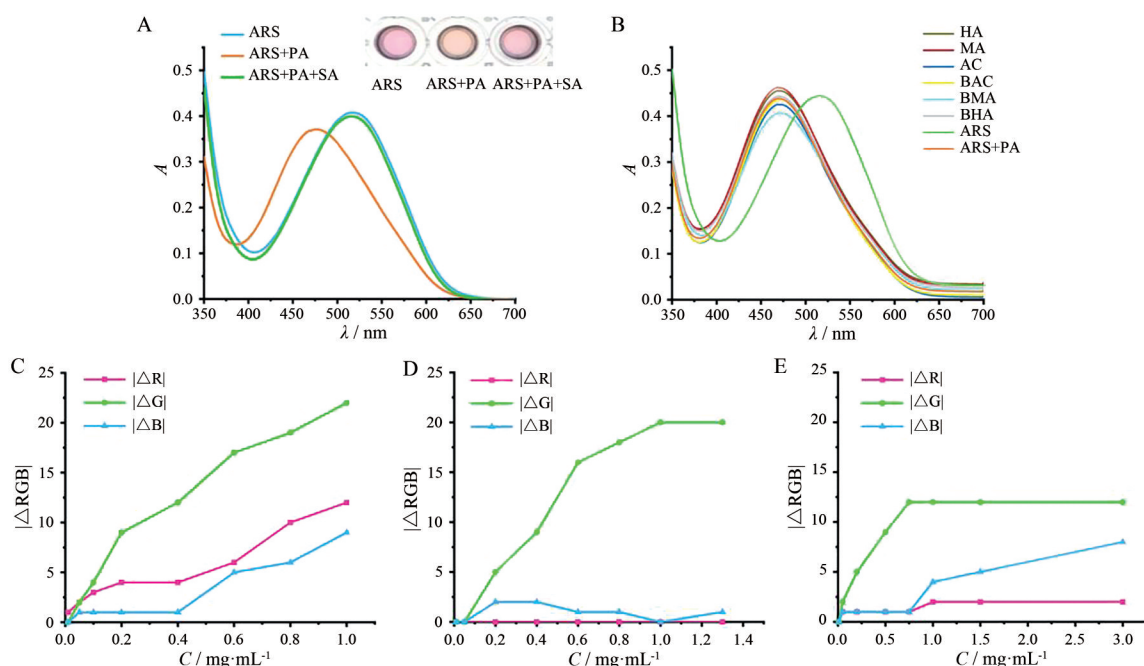 A
ARS
ARS+PA
ARS+PA+SA
ARS ARS+PA ARS+PA+SA
0.5
0.4
0.3
0.2
0.1
0.0
A
350 400 450 500 550 600 650 700
λ / nm
B
HA
MA
AC
BAC
BMA
BHA
ARS
ARS+PA
0.5
0.4
0.3
0.2
0.1
0.0
A
350 400 450 500 550 600 650 700
λ / nm
C
|△R|
|△G|
|△B|
25
20
15
10
5
0
|△RGB|
0.0 0.2 0.4 0.6 0.8 1.0
C / mg·mL⁻¹
D
|△R|
|△G|
|△B|
25
20
15
10
5
0
|△RGB|
0.0 0.2 0.4 0.6 0.8 1.0 1.2 1.4
C / mg·mL⁻¹
E
|△R|
|△G|
|△B|
25
20
15
10
5
0
|△RGB|
0.0 0.5 1.0 1.5 2.0 2.5 3.0
C / mg·mL⁻¹